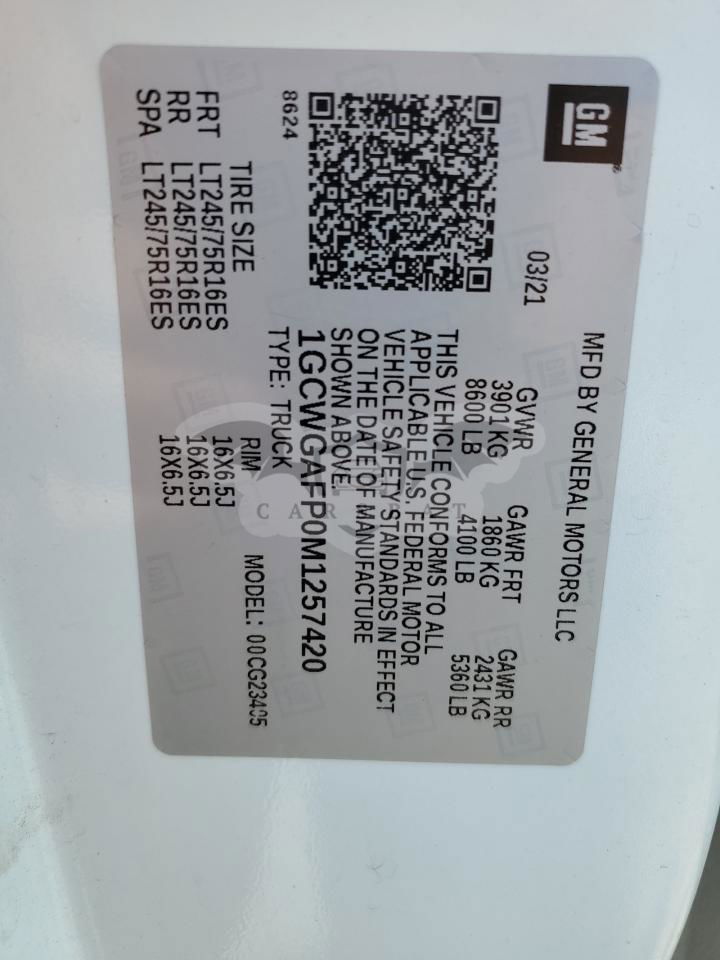 GM
MFD BY GENERAL MOTORS LLC
03/21
GVWR GAWR FRT GAWR RR
3901 KG 1860 KG 2431 KG
8600 LB 4100 LB 5360 LB
THIS VEHICLE CONFORMS TO ALL
APPLICABLE U.S. FEDERAL MOTOR
VEHICLE SAFETY STANDARDS IN EFFECT
ON THE DATE OF MANUFACTURE
SHOWN ABOVE.
1GCWGAFP0M1257420
TYPE: TRUCK MODEL: 00CG23405
8624
TIRE SIZE RIM
FRT LT245/75R16ES 16X6.5J
RR LT245/75R16ES 16X6.5J
SPA LT245/75R16ES 16X6.5J